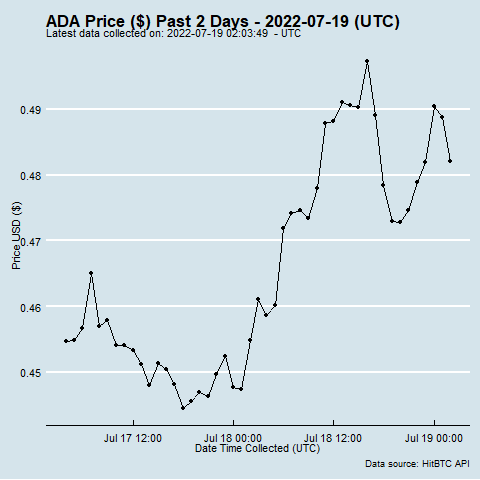 ADA Price ($) Past 2 Days - 2022-07-19 (UTC)
Latest data collected on: 2022-07-19 02:03:49 - UTC
0.49
0.48
0.47
0.46
0.45
Price USD ($)
Jul 17 12:00 Jul 18 00:00 Jul 18 12:00 Jul 19 00:00
Date Time Collected (UTC)
Data source: HitBTC API